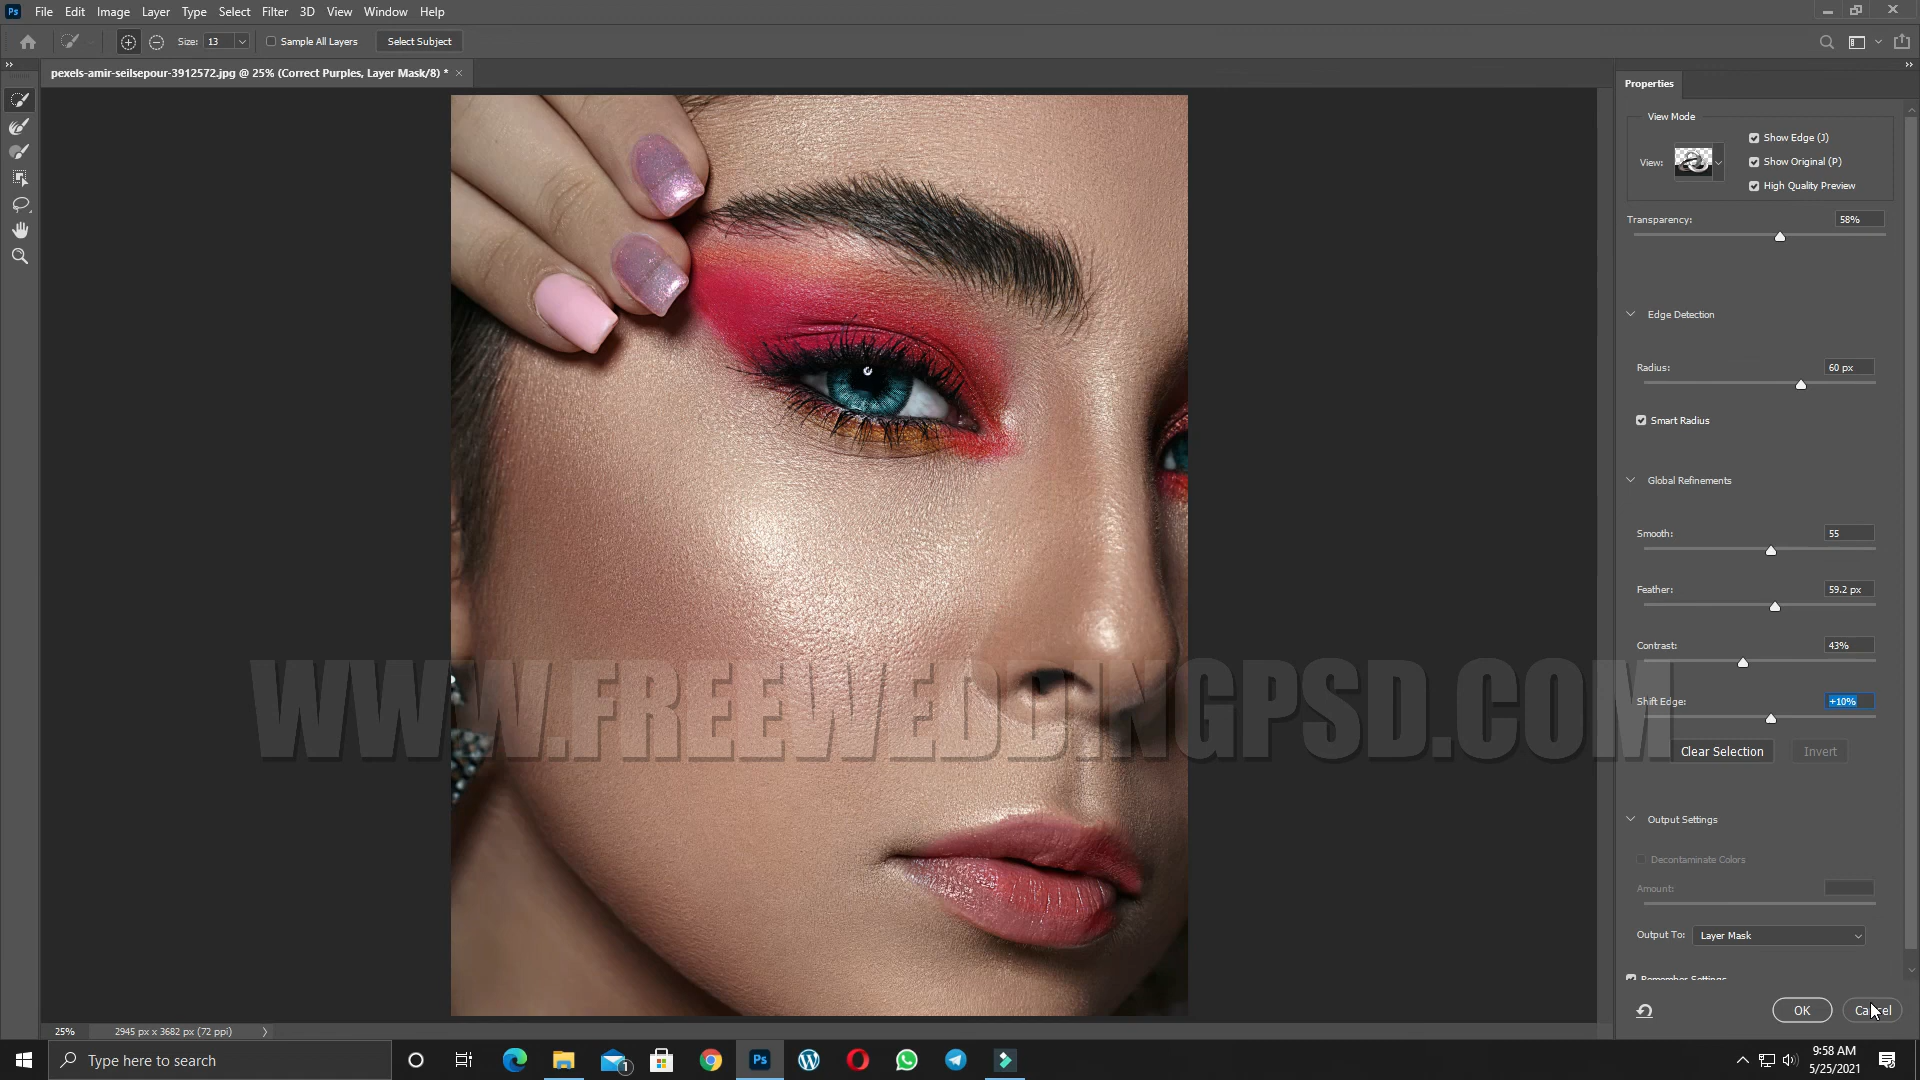 Ps File Edit Image Layer Type Select Filter 3D View Window Help
Size: 13 Sample All Layers Select Subject
pexels-amir-seilsepour-3912572.jpg @ 25% (Correct Purples, Layer Mask/8) *
Properties
View Mode
View:
Show Edge (J)
Show Original (P)
High Quality Preview
Transparency: 58%
Edge Detection
Radius: 60 px
Smart Radius
Global Refinements
Smooth: 55
Feather: 59.2 px
Contrast: 43%
Shift Edge: +10%
WWW.FREEWEDDINGPSD.COM
Clear Selection Invert
Output Settings
Decontaminate Colors
Amount:
Output To: Layer Mask
Remember Settings
OK Cancel
25% 2945 px x 3682 px (72 ppi)
Type here to search
1
Ps
9:58 AM
5/25/2021